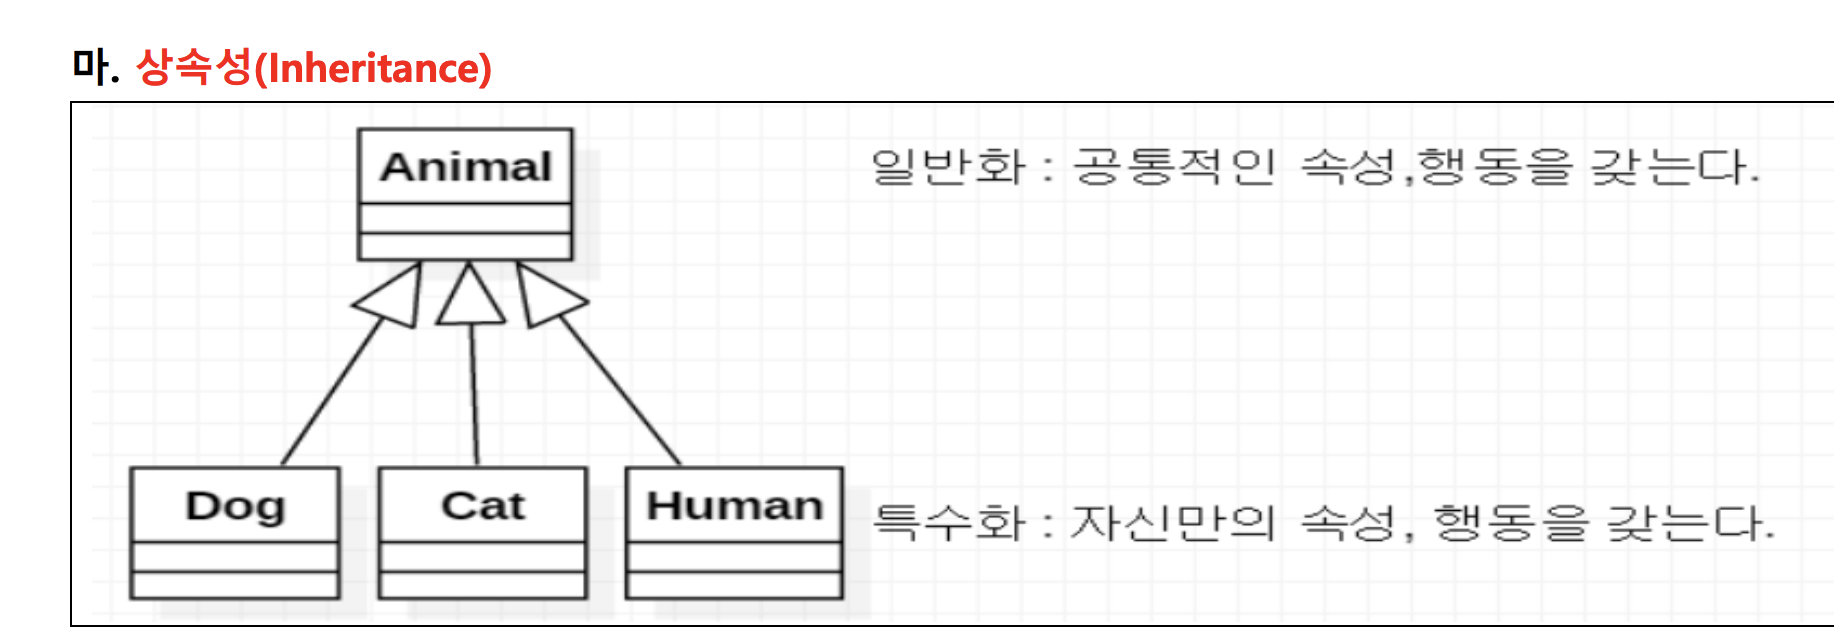 마. 상속성(Inheritance)
Animal
일반화 : 공통적인 속성,행동을 갖는다.
Dog
Cat
Human
특수화 : 자신만의 속성, 행동을 갖는다.